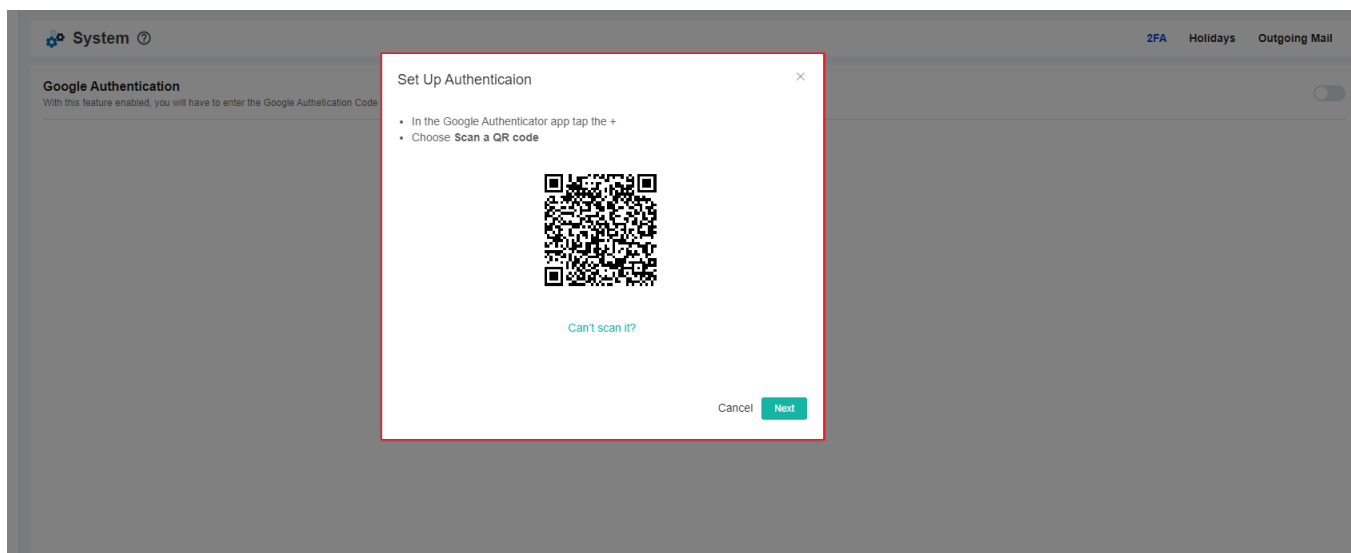 System
2FA Holidays Outgoing Mail
Google Authentication
With this feature enabled, you will have to enter the Google Authetication Code
Set Up Authenticaion
• In the Google Authenticator app tap the +
• Choose Scan a QR code
Can't scan it?
Cancel Next